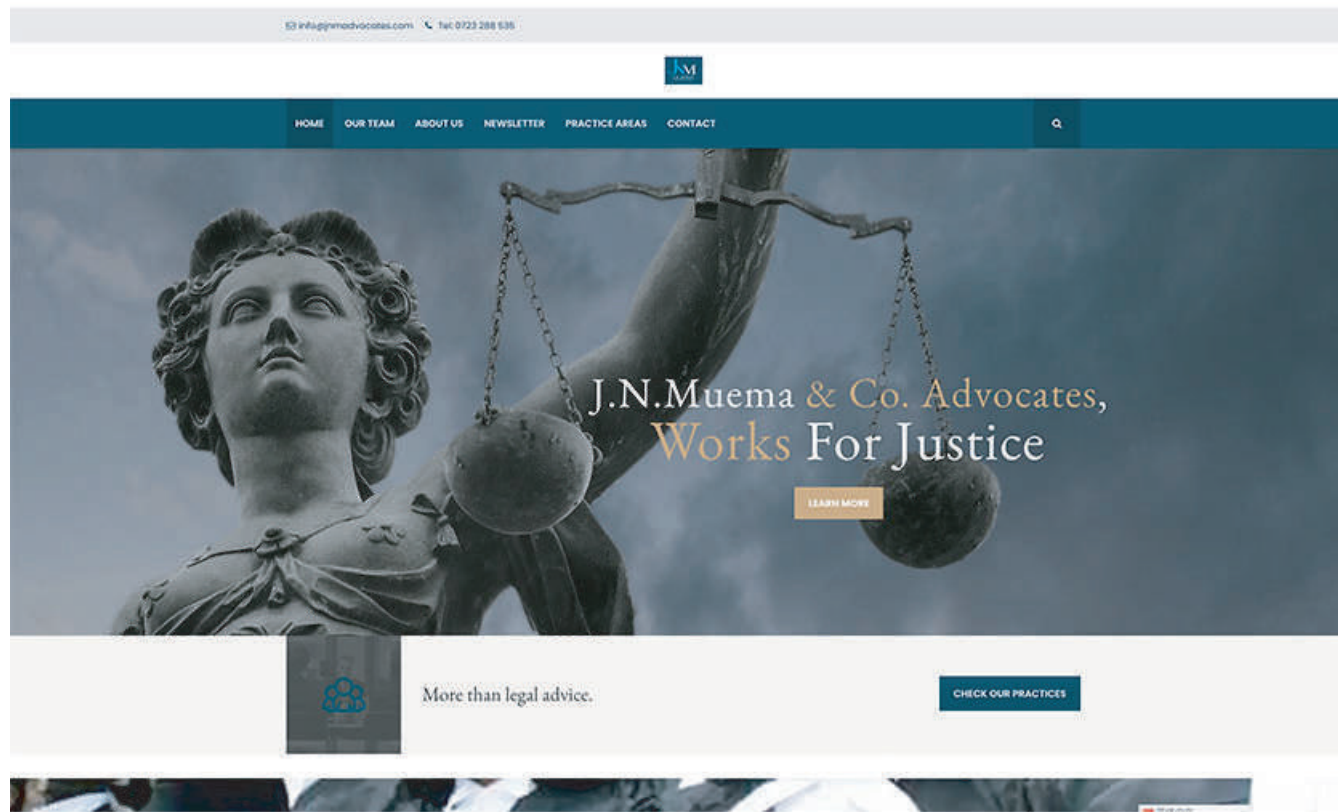 info@jnmadvocates.com Tel: 0723 288 535
HOME OUR TEAM ABOUT US NEWSLETTER PRACTICE AREAS CONTACT
J.N.Muema & Co. Advocates,
Works For Justice
LEARN MORE
More than legal advice.
CHECK OUR PRACTICES